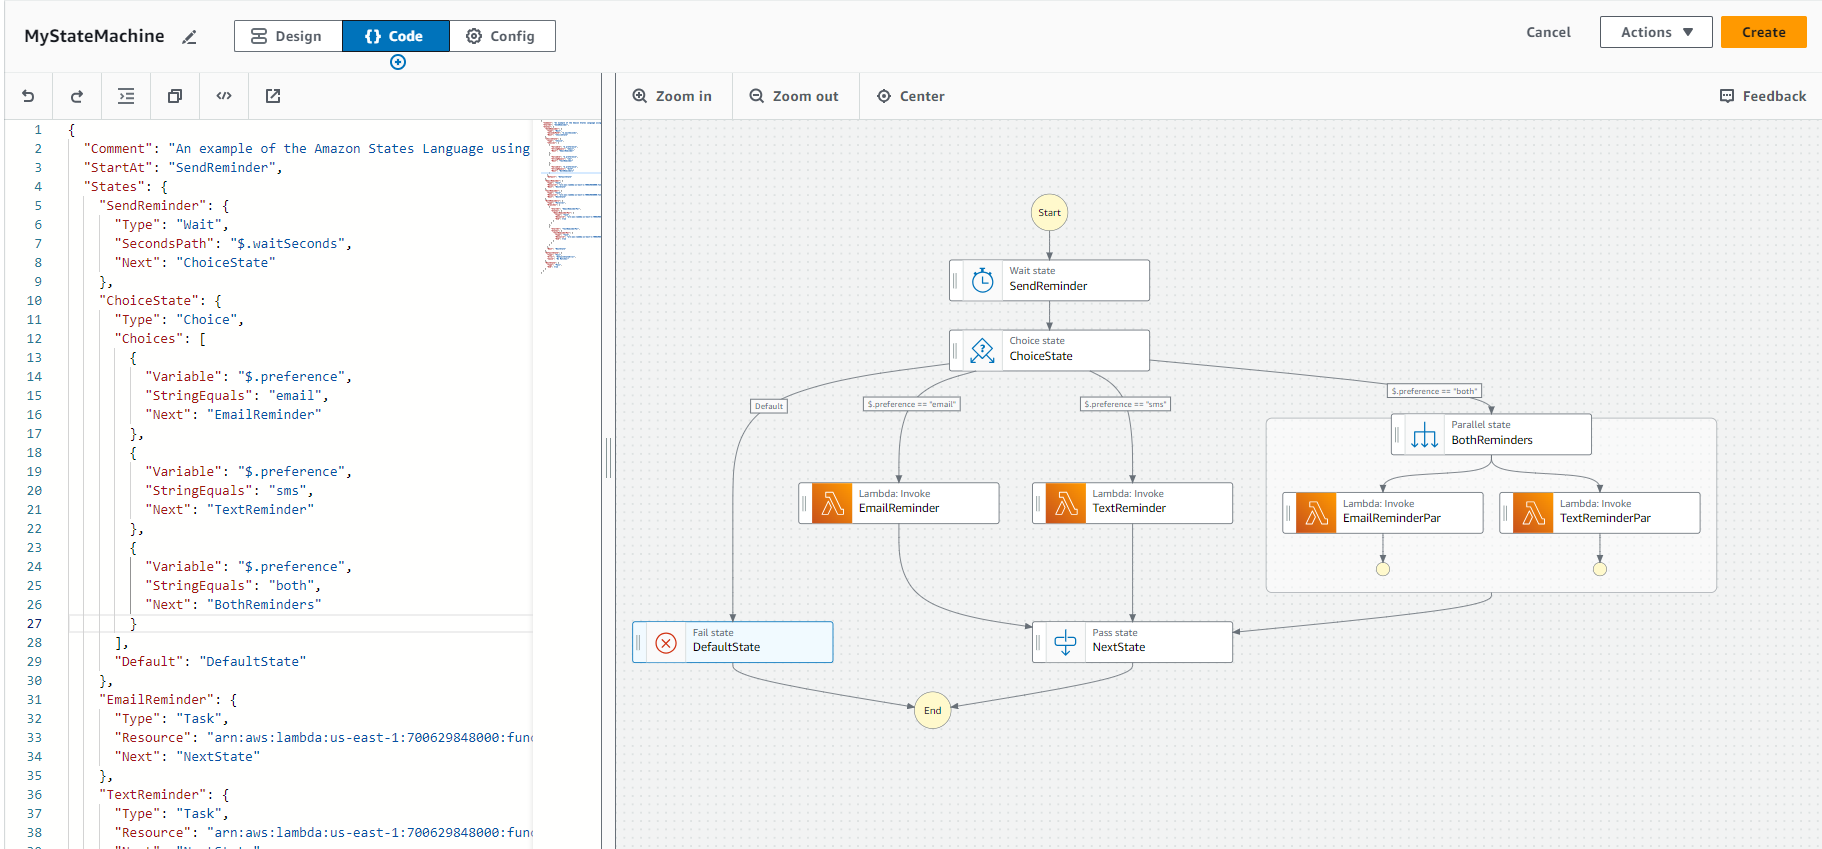 MyStateMachine
Design
{} Code
Config
Cancel
Actions
Create
Zoom in
Zoom out
Center
Feedback
1 {
2 "Comment": "An example of the Amazon States Language using
3 "StartAt": "SendReminder",
4 "States": {
5 "SendReminder": {
6 "Type": "Wait",
7 "SecondsPath": "$.waitSeconds",
8 "Next": "ChoiceState"
9 },
10 "ChoiceState": {
11 "Type": "Choice",
12 "Choices": [
13 {
14 "Variable": "$.preference",
15 "StringEquals": "email",
16 "Next": "EmailReminder"
17 },
18 {
19 "Variable": "$.preference",
20 "StringEquals": "sms",
21 "Next": "TextReminder"
22 },
23 {
24 "Variable": "$.preference",
25 "StringEquals": "both",
26 "Next": "BothReminders"
27 }
28 ],
29 "Default": "DefaultState"
30 },
31 "EmailReminder": {
32 "Type": "Task",
33 "Resource": "arn:aws:lambda:us-east-1:700629848000:func
34 "Next": "NextState"
35 },
36 "TextReminder": {
37 "Type": "Task",
38 "Resource": "arn:aws:lambda:us-east-1:700629848000:func
Start
Wait state
SendReminder
Choice state
ChoiceState
Default
$.preference == "email"
$.preference == "sms"
$.preference == "both"
Parallel state
BothReminders
Lambda: Invoke
EmailReminder
Lambda: Invoke
TextReminder
Lambda: Invoke
EmailReminderPar
Lambda: Invoke
TextReminderPar
Fail state
DefaultState
Pass state
NextState
End